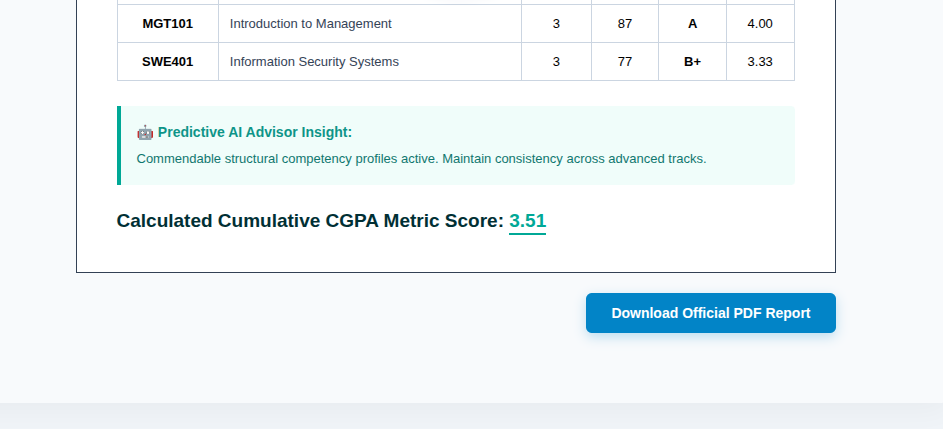 MGT101 Introduction to Management 3 87 A 4.00
SWE401 Information Security Systems 3 77 B+ 3.33
🤖 Predictive AI Advisor Insight:
Commendable structural competency profiles active. Maintain consistency across advanced tracks.
Calculated Cumulative CGPA Metric Score: 3.51
Download Official PDF Report